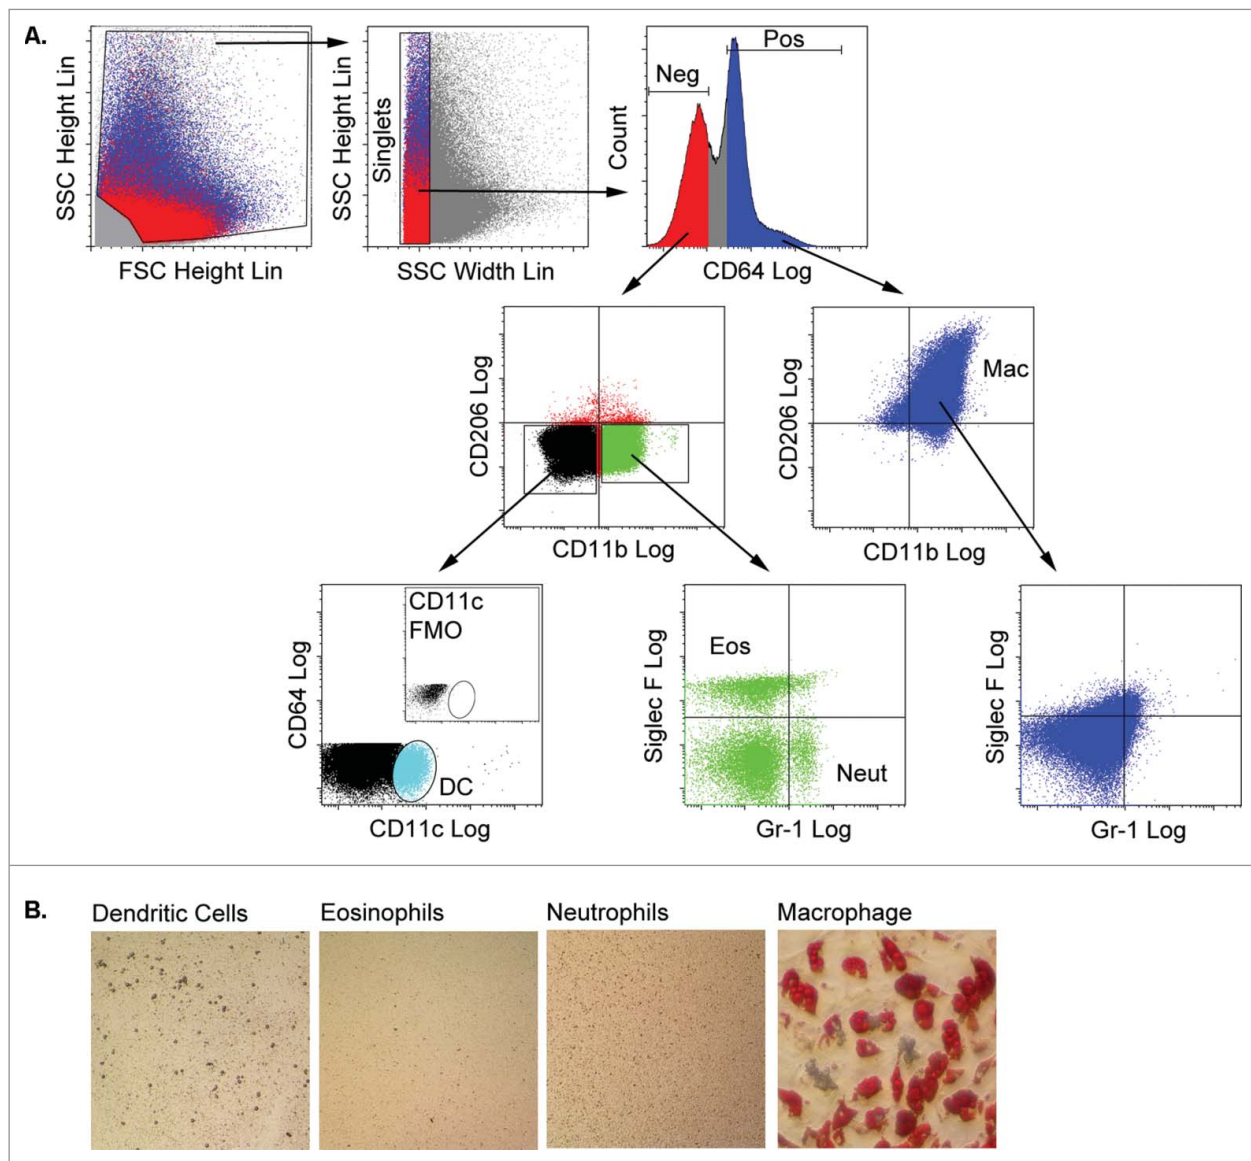 A.
SSC Height Lin
FSC Height Lin
SSC Height Lin
Singlets
SSC Width Lin
Count
Neg
Pos
CD64 Log
CD206 Log
CD11b Log
CD206 Log
Mac
CD11b Log
CD64 Log
CD11c
FMO
DC
CD11c Log
Siglec F Log
Eos
Neut
Gr-1 Log
Siglec F Log
Gr-1 Log
B.
Dendritic Cells
Eosinophils
Neutrophils
Macrophage